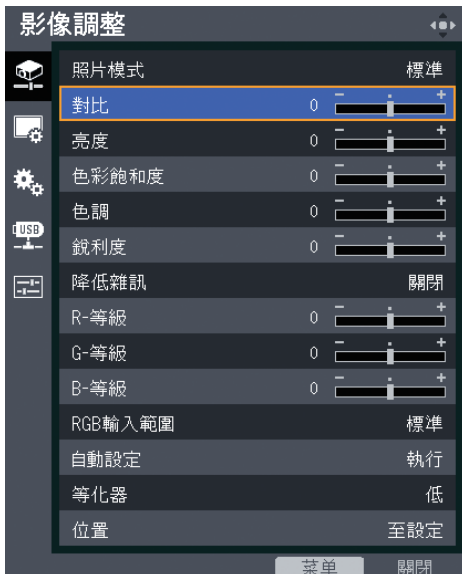 影像調整
照片模式 標準
對比 0 - +
亮度 0 - +
色彩飽和度 0 - +
USB
色調 0 - +
銳利度 0 - +
降低雜訊 關閉
R-等級 0 - +
G-等級 0 - +
B-等級 0 - +
RGB輸入範圍 標準
自動設定 執行
等化器 低
位置 至設定
菜单 關閉